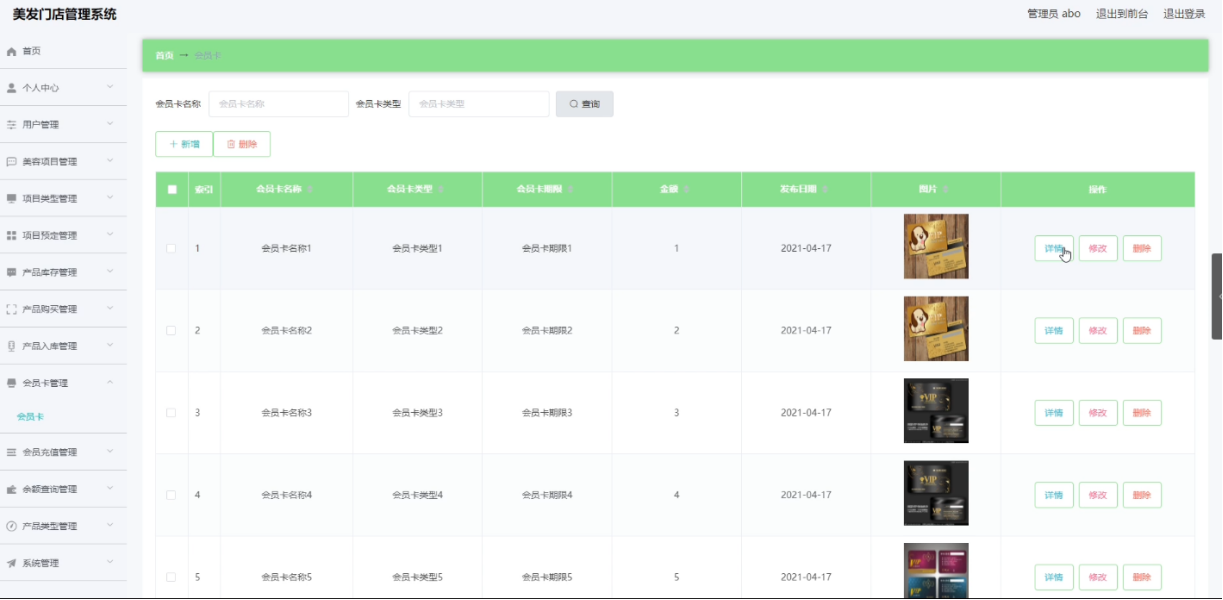 美发门店管理系统
管理员 abo 退出到前台 退出登录
首页
个人中心
用户管理
美容项目管理
项目类型管理
项目预定管理
产品库存管理
产品购买管理
产品入库管理
会员卡管理
会员卡
会员充值管理
余额查询管理
产品类型管理
系统管理
首页 → 会员卡
会员卡名称 会员卡名称 会员卡类型 会员卡类型 查询
+ 新增 删除
索引 会员卡名称 会员卡类型 会员卡期限 金额 发布日期 图片 操作
1 会员卡名称1 会员卡类型1 会员卡期限1 1 2021-04-17 详情 修改 删除
2 会员卡名称2 会员卡类型2 会员卡期限2 2 2021-04-17 详情 修改 删除
3 会员卡名称3 会员卡类型3 会员卡期限3 3 2021-04-17 VIP VIP 详情 修改 删除
4 会员卡名称4 会员卡类型4 会员卡期限4 4 2021-04-17 VIP VIP 详情 修改 删除
5 会员卡名称5 会员卡类型5 会员卡期限5 5 2021-04-17 详情 修改 删除